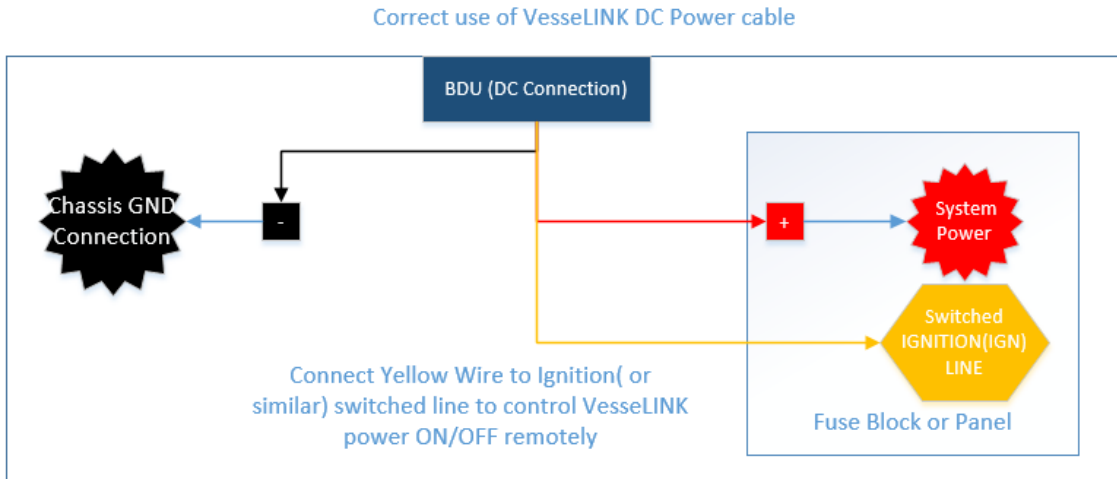 Correct use of VesseLINK DC Power cable
BDU (DC Connection)
Chassis GND
Connection
-
+
System
Power
Switched
IGNITION(IGN)
LINE
Connect Yellow Wire to Ignition( or
similar) switched line to control VesseLINK
power ON/OFF remotely
Fuse Block or Panel